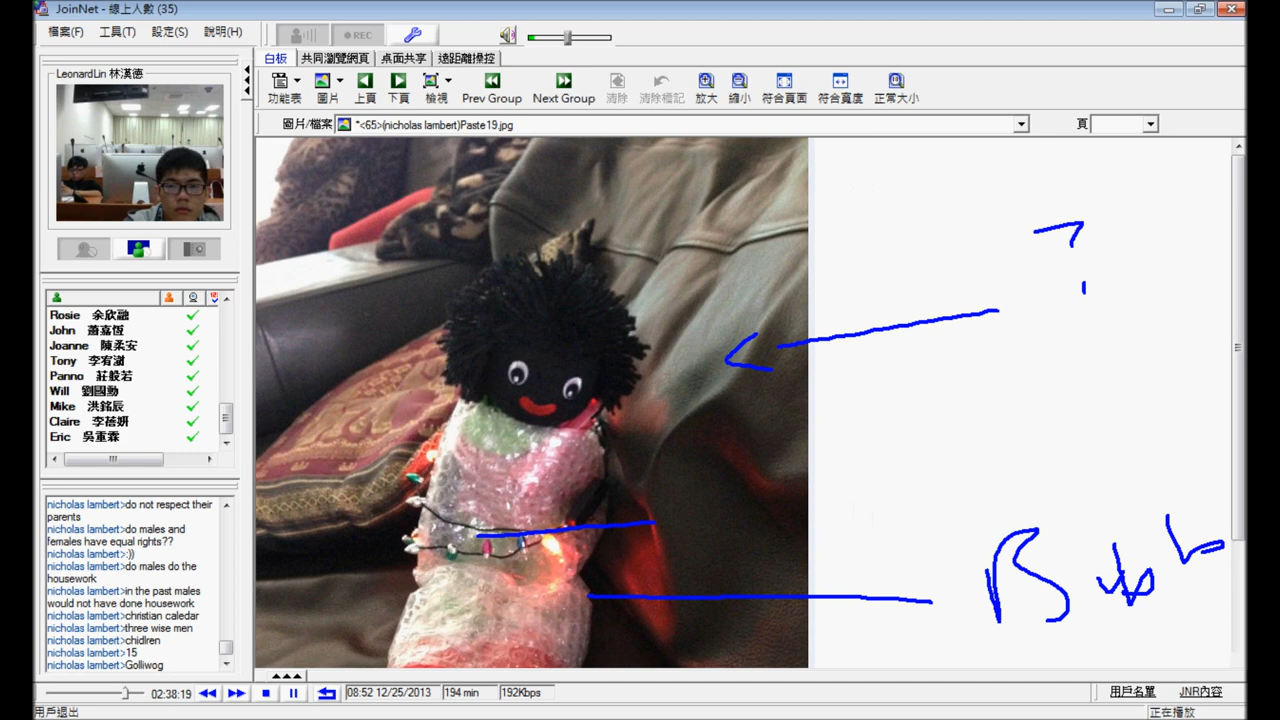 JoinNet - 線上人數 (35)
檔案(F) 工具(T) 設定(S) 說明(H)
REC
LeonardLin 林漢德
白板 共同瀏覽網頁 桌面共享 遠距離操控
功能表 圖片 上頁 下頁 檢視 Prev Group Next Group 清除 清除標記 放大 縮小 符合頁面 符合寬度 正常大小
圖片/檔案 *<65>(nicholas lambert)Paste19.jpg 頁
?
Rosie 余欣融
John 蕭嘉恆
Joanne 陳柔安
Tony 李宥澍
Panno 莊般若
Will 劉國勳
Mike 洪銘辰
Claire 李蓓妍
Eric 吳重霖
nicholas lambert>do not respect their
parents
nicholas lambert>do males and
females have equal rights??
nicholas lambert>:))
nicholas lambert>do males do the
housework
nicholas lambert>in the past males
would not have done housework
nicholas lambert>christian caledar
nicholas lambert>three wise men
nicholas lambert>chidlren
nicholas lambert>15
nicholas lambert>Golliwog
02:38:19 08:52 12/25/2013 194 min 192Kbps 用戶名單 JNR內容
用戶退出 正在播放